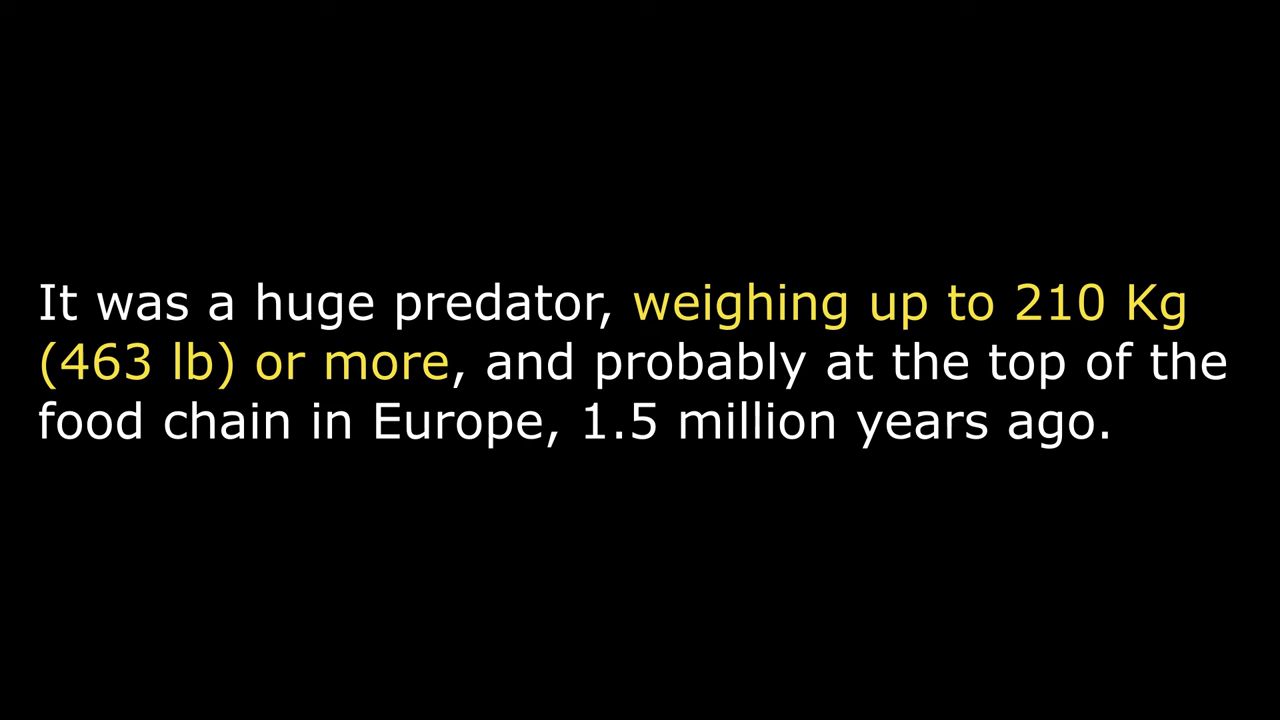 It was a huge predator, weighing up to 210 Kg
(463 lb) or more, and probably at the top of the
food chain in Europe, 1.5 million years ago.